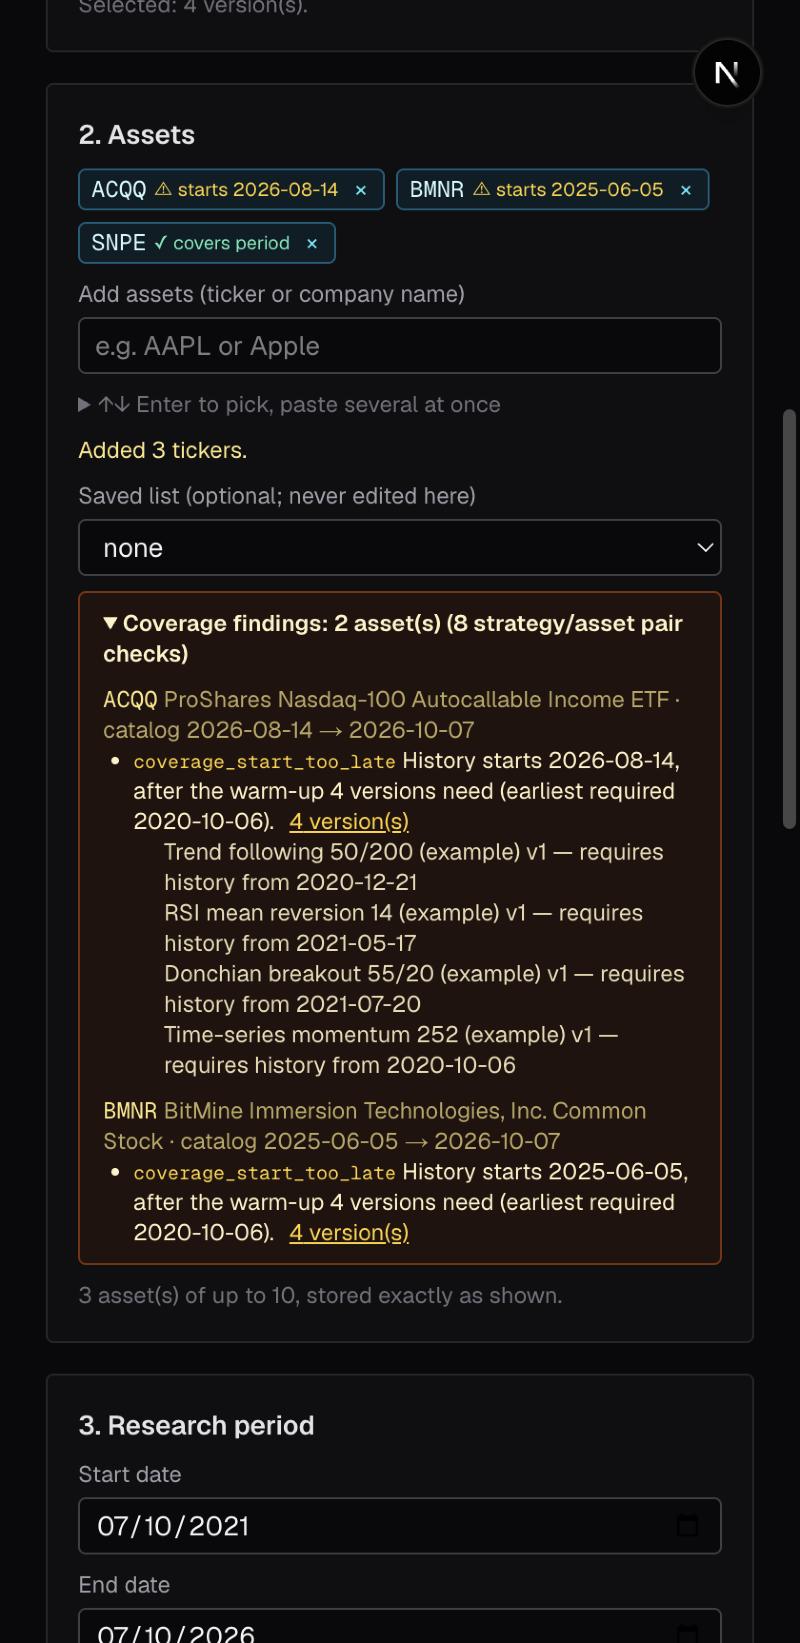 Selected: 4 version(s).
N
2. Assets
ACQQ ⚠ starts 2026-08-14 ×
BMNR ⚠ starts 2025-06-05 ×
SNPE ✓ covers period ×
Add assets (ticker or company name)
e.g. AAPL or Apple
▶ ↑↓ Enter to pick, paste several at once
Added 3 tickers.
Saved list (optional; never edited here)
none
▼ Coverage findings: 2 asset(s) (8 strategy/asset pair
checks)
ACQQ ProShares Nasdaq-100 Autocallable Income ETF ·
catalog 2026-08-14 → 2026-10-07
• coverage_start_too_late History starts 2026-08-14,
after the warm-up 4 versions need (earliest required
2020-10-06). 4 version(s)
Trend following 50/200 (example) v1 — requires
history from 2020-12-21
RSI mean reversion 14 (example) v1 — requires
history from 2021-05-17
Donchian breakout 55/20 (example) v1 — requires
history from 2021-07-20
Time-series momentum 252 (example) v1 —
requires history from 2020-10-06
BMNR BitMine Immersion Technologies, Inc. Common
Stock · catalog 2025-06-05 → 2026-10-07
• coverage_start_too_late History starts 2025-06-05,
after the warm-up 4 versions need (earliest required
2020-10-06). 4 version(s)
3 asset(s) of up to 10, stored exactly as shown.
3. Research period
Start date
07/10/2021
End date
07/10/2026